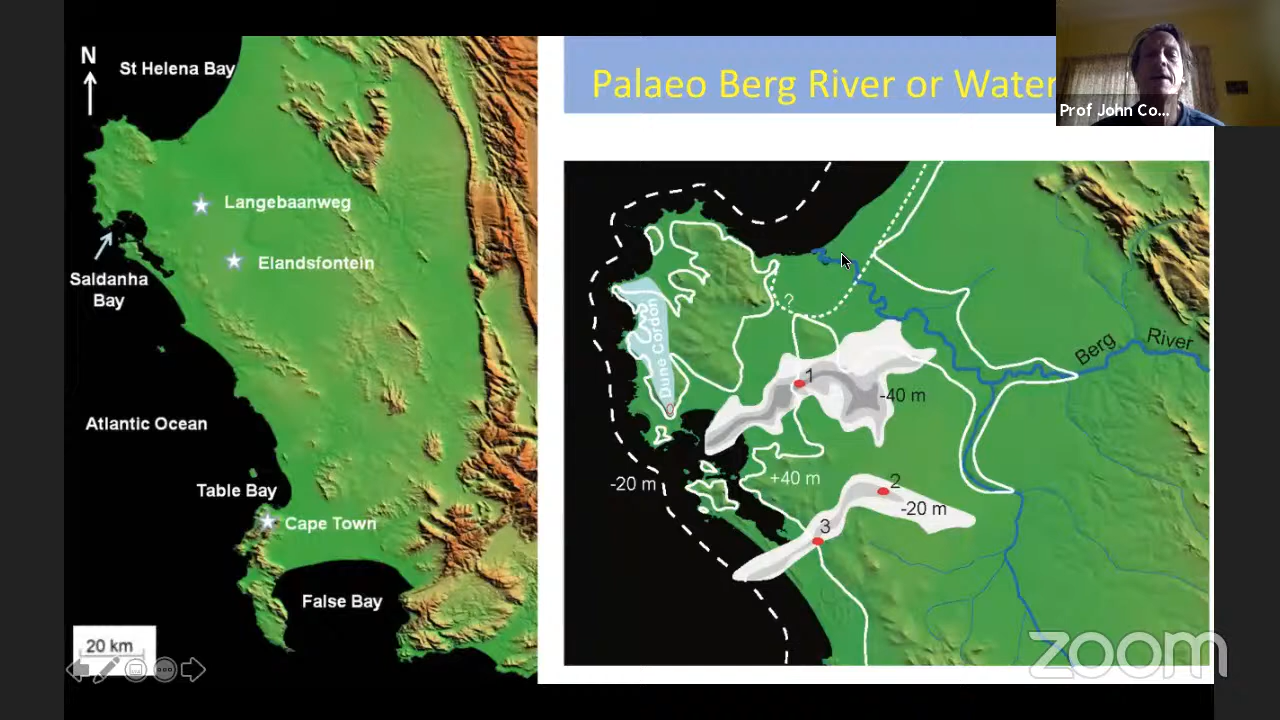 Palaeo Berg River or Water
Prof John Co...
N
St Helena Bay
Langebaanweg
Elandsfontein
Saldanha
Bay
Atlantic Ocean
Table Bay
Cape Town
False Bay
20 km
Dune Cordon
?
Berg River
1
-40 m
-20 m
+40 m
2
-20 m
3
zoom